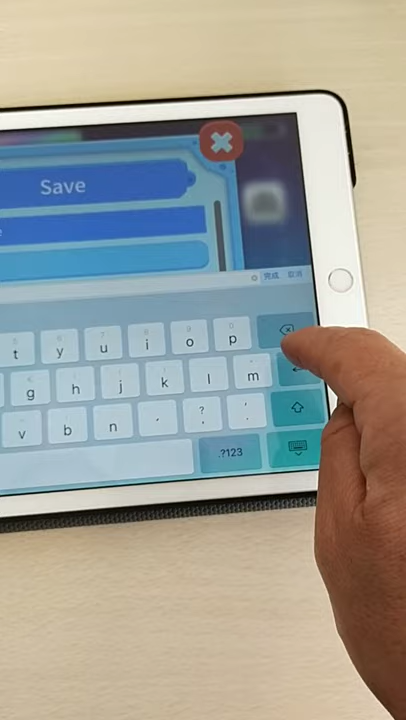 Save
e
完成 取消
t y u i o p
g h j k l m
v b n ' ? .
.?123